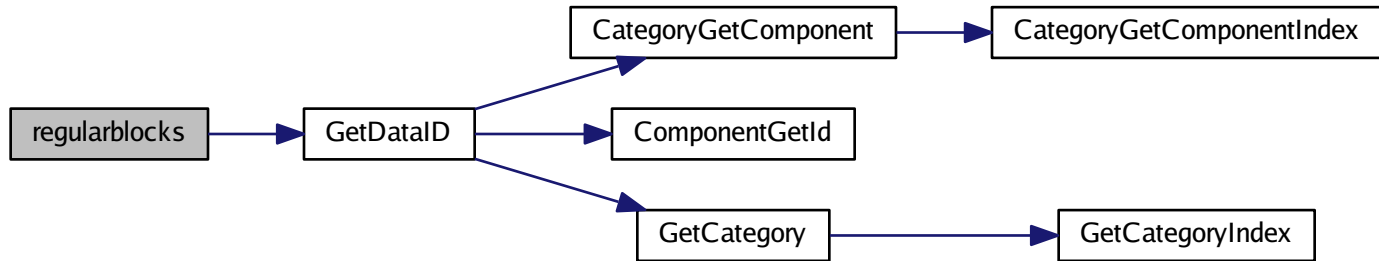 CategoryGetComponent
CategoryGetComponentIndex
regularblocks
GetDataID
ComponentGetId
GetCategory
GetCategoryIndex